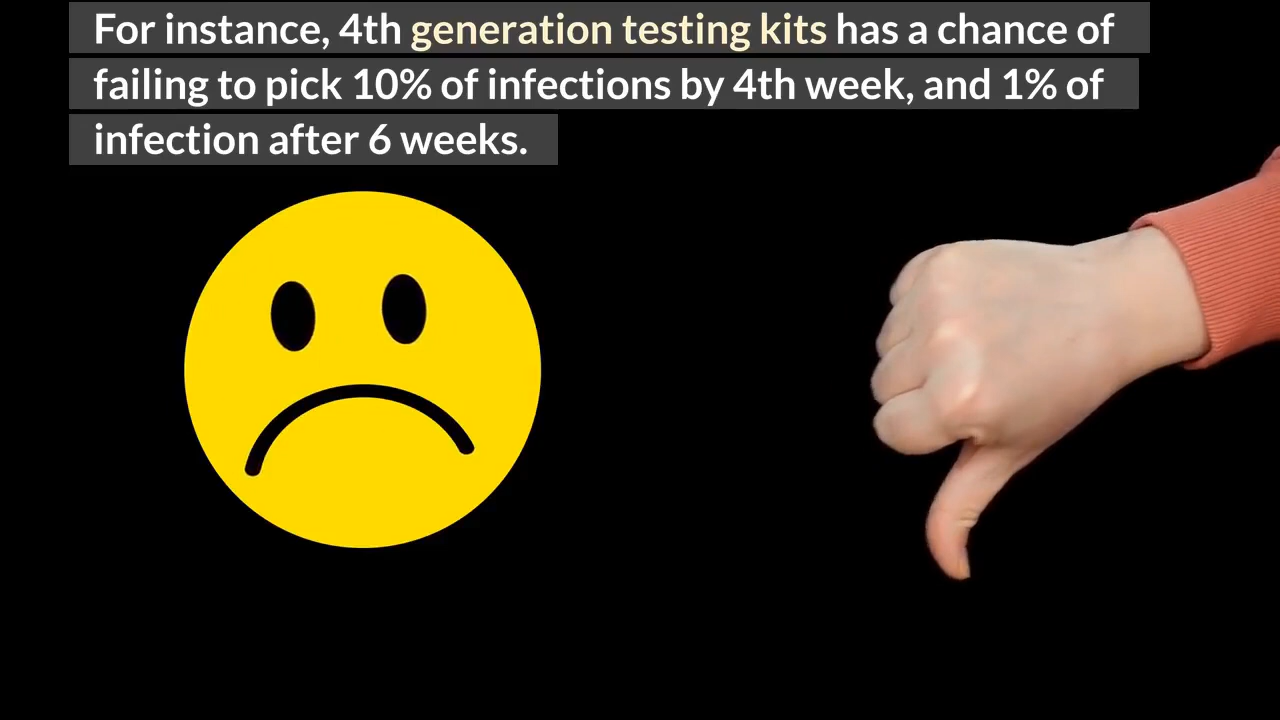 For instance, 4th generation testing kits has a chance of
failing to pick 10% of infections by 4th week, and 1% of
infection after 6 weeks.